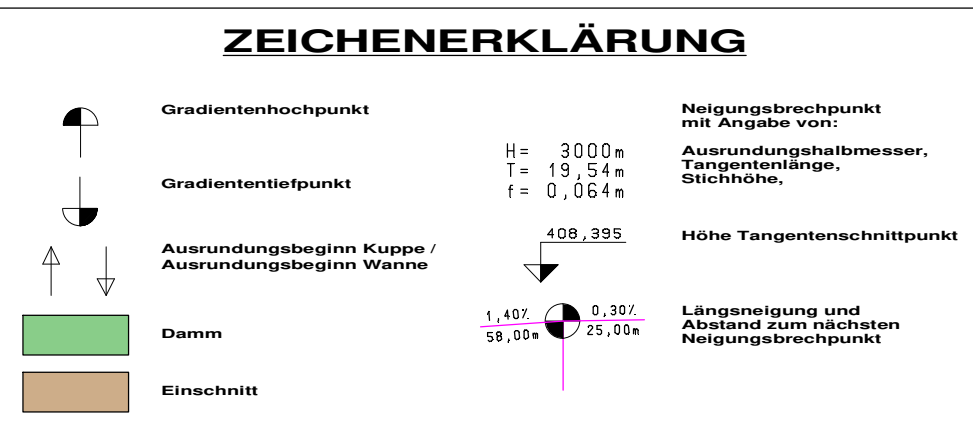 ZEICHENERKLÄRUNG
Gradientenhochpunkt
Gradiententiefpunkt
Ausrundungsbeginn Kuppe /
Ausrundungsbeginn Wanne
Damm
Einschnitt
H= 3000m
T= 19,54m
f= 0,064m
Neigungsbrechpunkt
mit Angabe von:
Ausrundungshalbmesser,
Tangentenlänge,
Stichhöhe,
408,395
Höhe Tangentenschnittpunkt
1,40% 0,30%
58,00m 25,00m
Längsneigung und
Abstand zum nächsten
Neigungsbrechpunkt